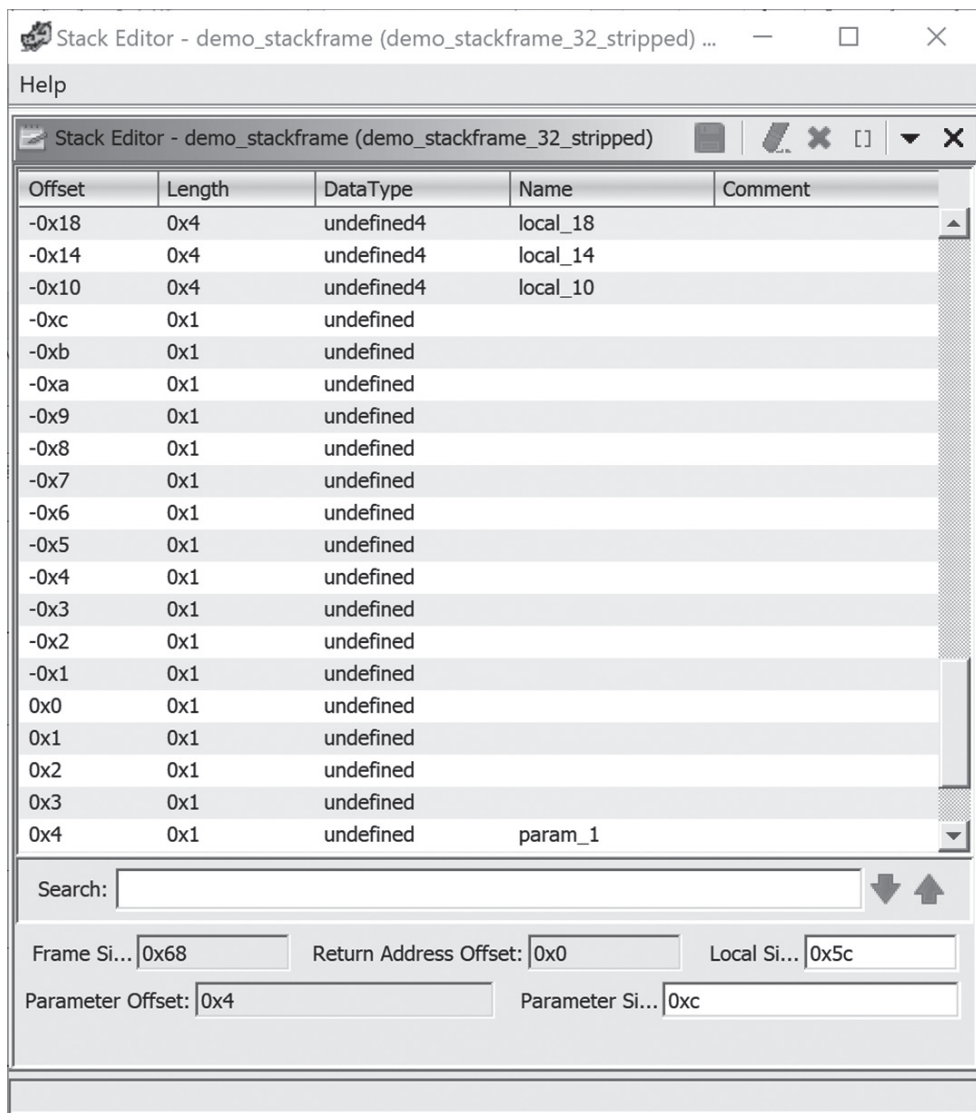 Stack Editor - demo_stackframe (demo_stackframe_32_stripped) ...
Help
Stack Editor - demo_stackframe (demo_stackframe_32_stripped)
Offset Length DataType Name Comment
-0x18 0x4 undefined4 local_18
-0x14 0x4 undefined4 local_14
-0x10 0x4 undefined4 local_10
-0xc 0x1 undefined
-0xb 0x1 undefined
-0xa 0x1 undefined
-0x9 0x1 undefined
-0x8 0x1 undefined
-0x7 0x1 undefined
-0x6 0x1 undefined
-0x5 0x1 undefined
-0x4 0x1 undefined
-0x3 0x1 undefined
-0x2 0x1 undefined
-0x1 0x1 undefined
0x0 0x1 undefined
0x1 0x1 undefined
0x2 0x1 undefined
0x3 0x1 undefined
0x4 0x1 undefined param_1
Search:
Frame Si... 0x68 Return Address Offset: 0x0 Local Si... 0x5c
Parameter Offset: 0x4 Parameter Si... 0xc